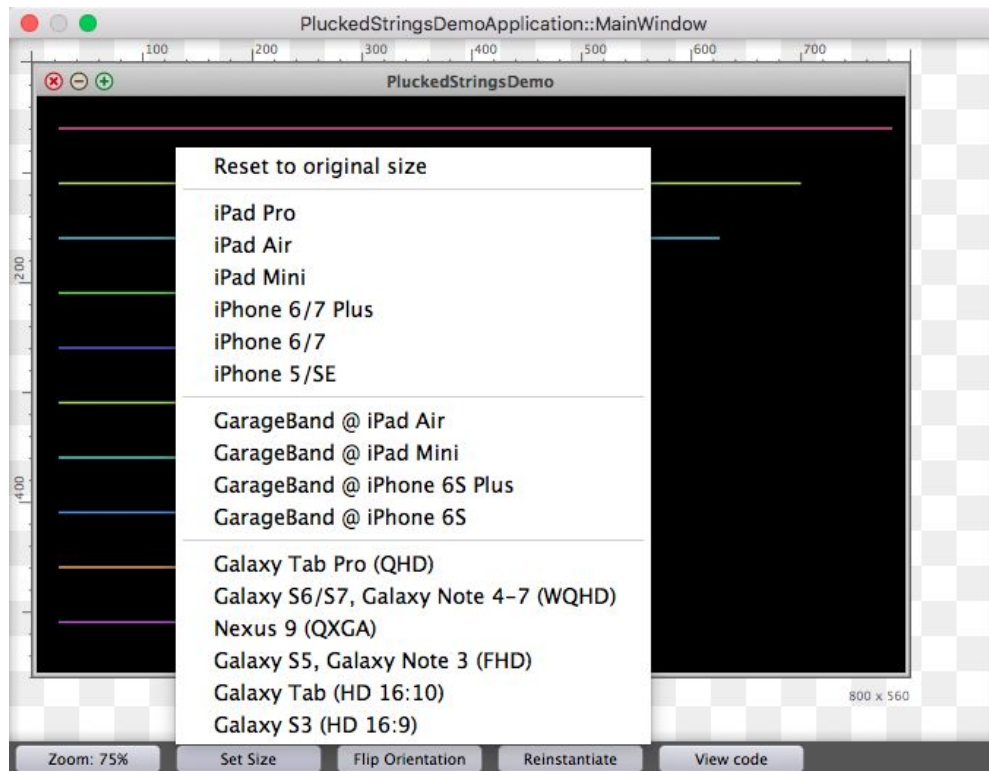 PluckedStringsDemoApplication::MainWindow
100 200 300 400 500 600 700
PluckedStringsDemo
200
400
Reset to original size
iPad Pro
iPad Air
iPad Mini
iPhone 6/7 Plus
iPhone 6/7
iPhone 5/SE
GarageBand @ iPad Air
GarageBand @ iPad Mini
GarageBand @ iPhone 6S Plus
GarageBand @ iPhone 6S
Galaxy Tab Pro (QHD)
Galaxy S6/S7, Galaxy Note 4-7 (WQHD)
Nexus 9 (QXGA)
Galaxy S5, Galaxy Note 3 (FHD)
Galaxy Tab (HD 16:10)
Galaxy S3 (HD 16:9)
800 x 560
Zoom: 75% Set Size Flip Orientation Reinstantiate View code